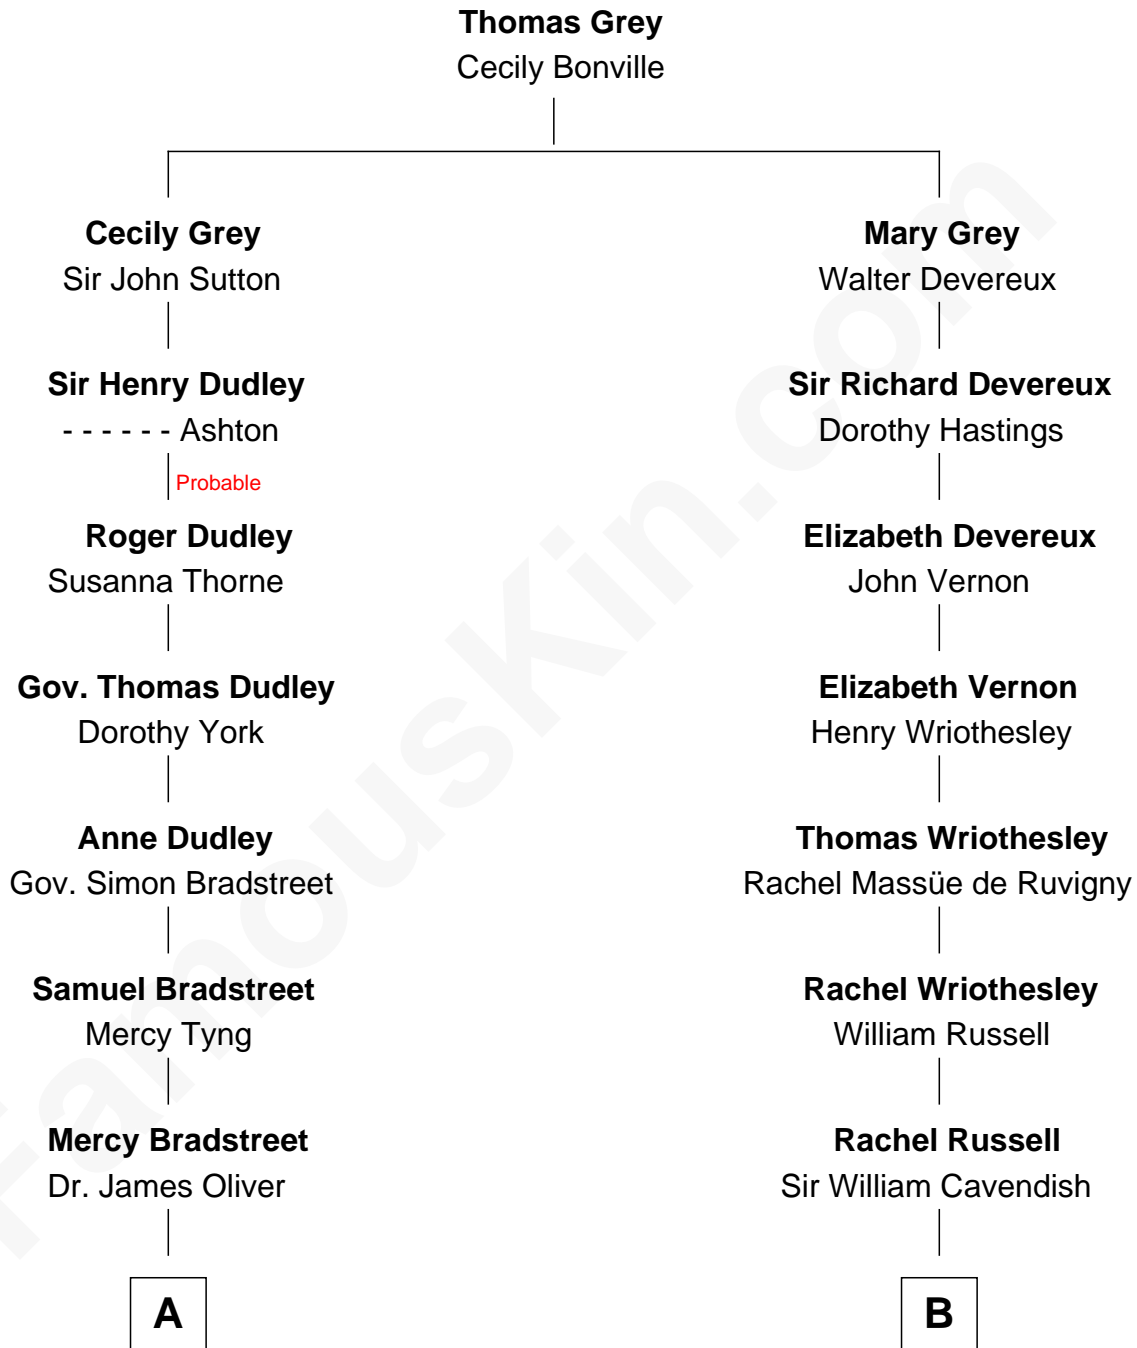 Thomas Grey
Cecily Bonville
Cecily Grey
Sir John Sutton
Mary Grey
Walter Devereux
Sir Henry Dudley
- - - - - - Ashton
Sir Richard Devereux
Dorothy Hastings
Probable
Roger Dudley
Susanna Thorne
Elizabeth Devereux
John Vernon
Gov. Thomas Dudley
Dorothy York
Elizabeth Vernon
Henry Wriothesley
Anne Dudley
Gov. Simon Bradstreet
Thomas Wriothesley
Rachel Massüe de Ruvigny
Samuel Bradstreet
Mercy Tyng
Rachel Wriothesley
William Russell
Mercy Bradstreet
Dr. James Oliver
Rachel Russell
Sir William Cavendish
A
B
FamousKin.com